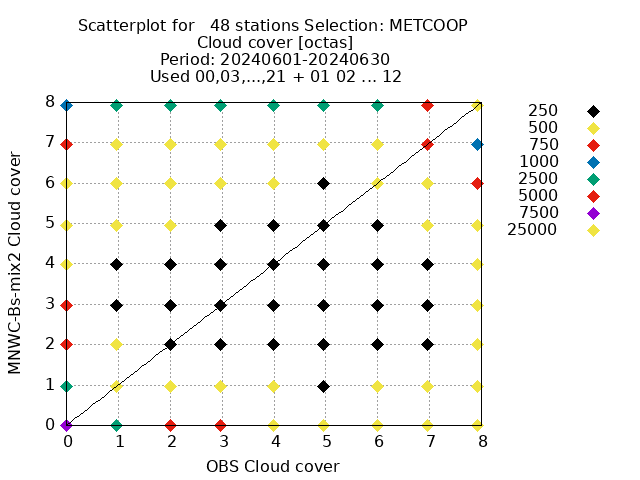 Scatterplot for   48 stations Selection: METCOOP
Cloud cover [octas]
Period: 20240601-20240630
Used 00,03,...,21 + 01 02 ... 12
250
500
750
1000
2500
5000
7500
25000
MNWC-Bs-mix2 Cloud cover
8
7
6
5
4
3
2
1
0
0 1 2 3 4 5 6 7 8
OBS Cloud cover